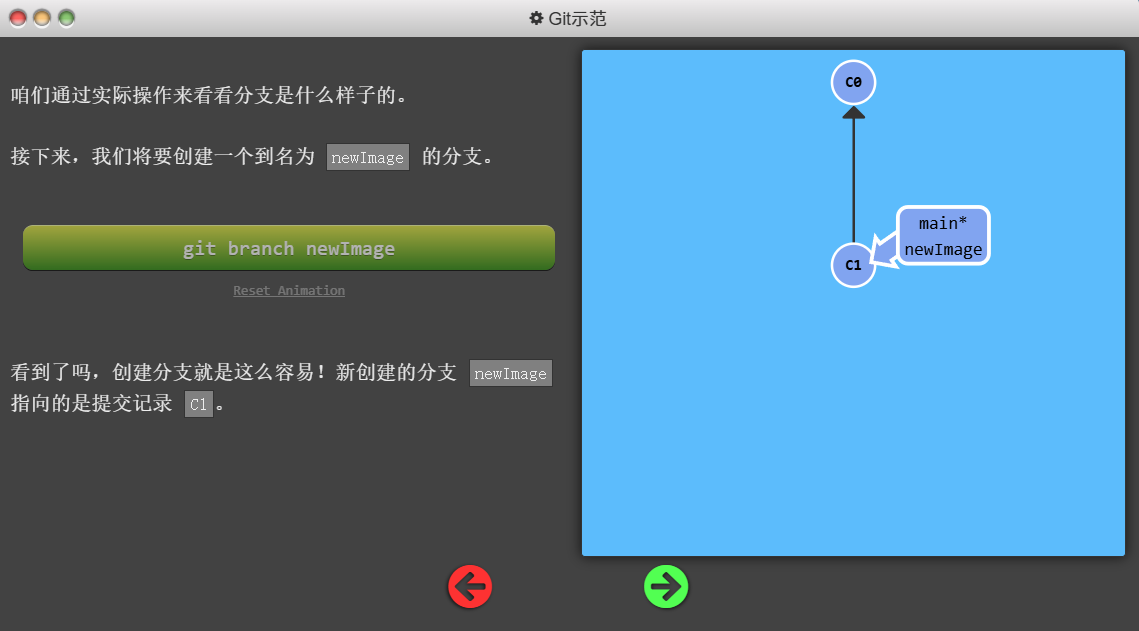 Git示范
咱们通过实际操作来看看分支是什么样子的。
接下来，我们将要创建一个到名为 newImage 的分支。
git branch newImage
Reset Animation
看到了吗，创建分支就是这么容易！新创建的分支 newImage
指向的是提交记录 C1。
C0
main*
newImage
C1